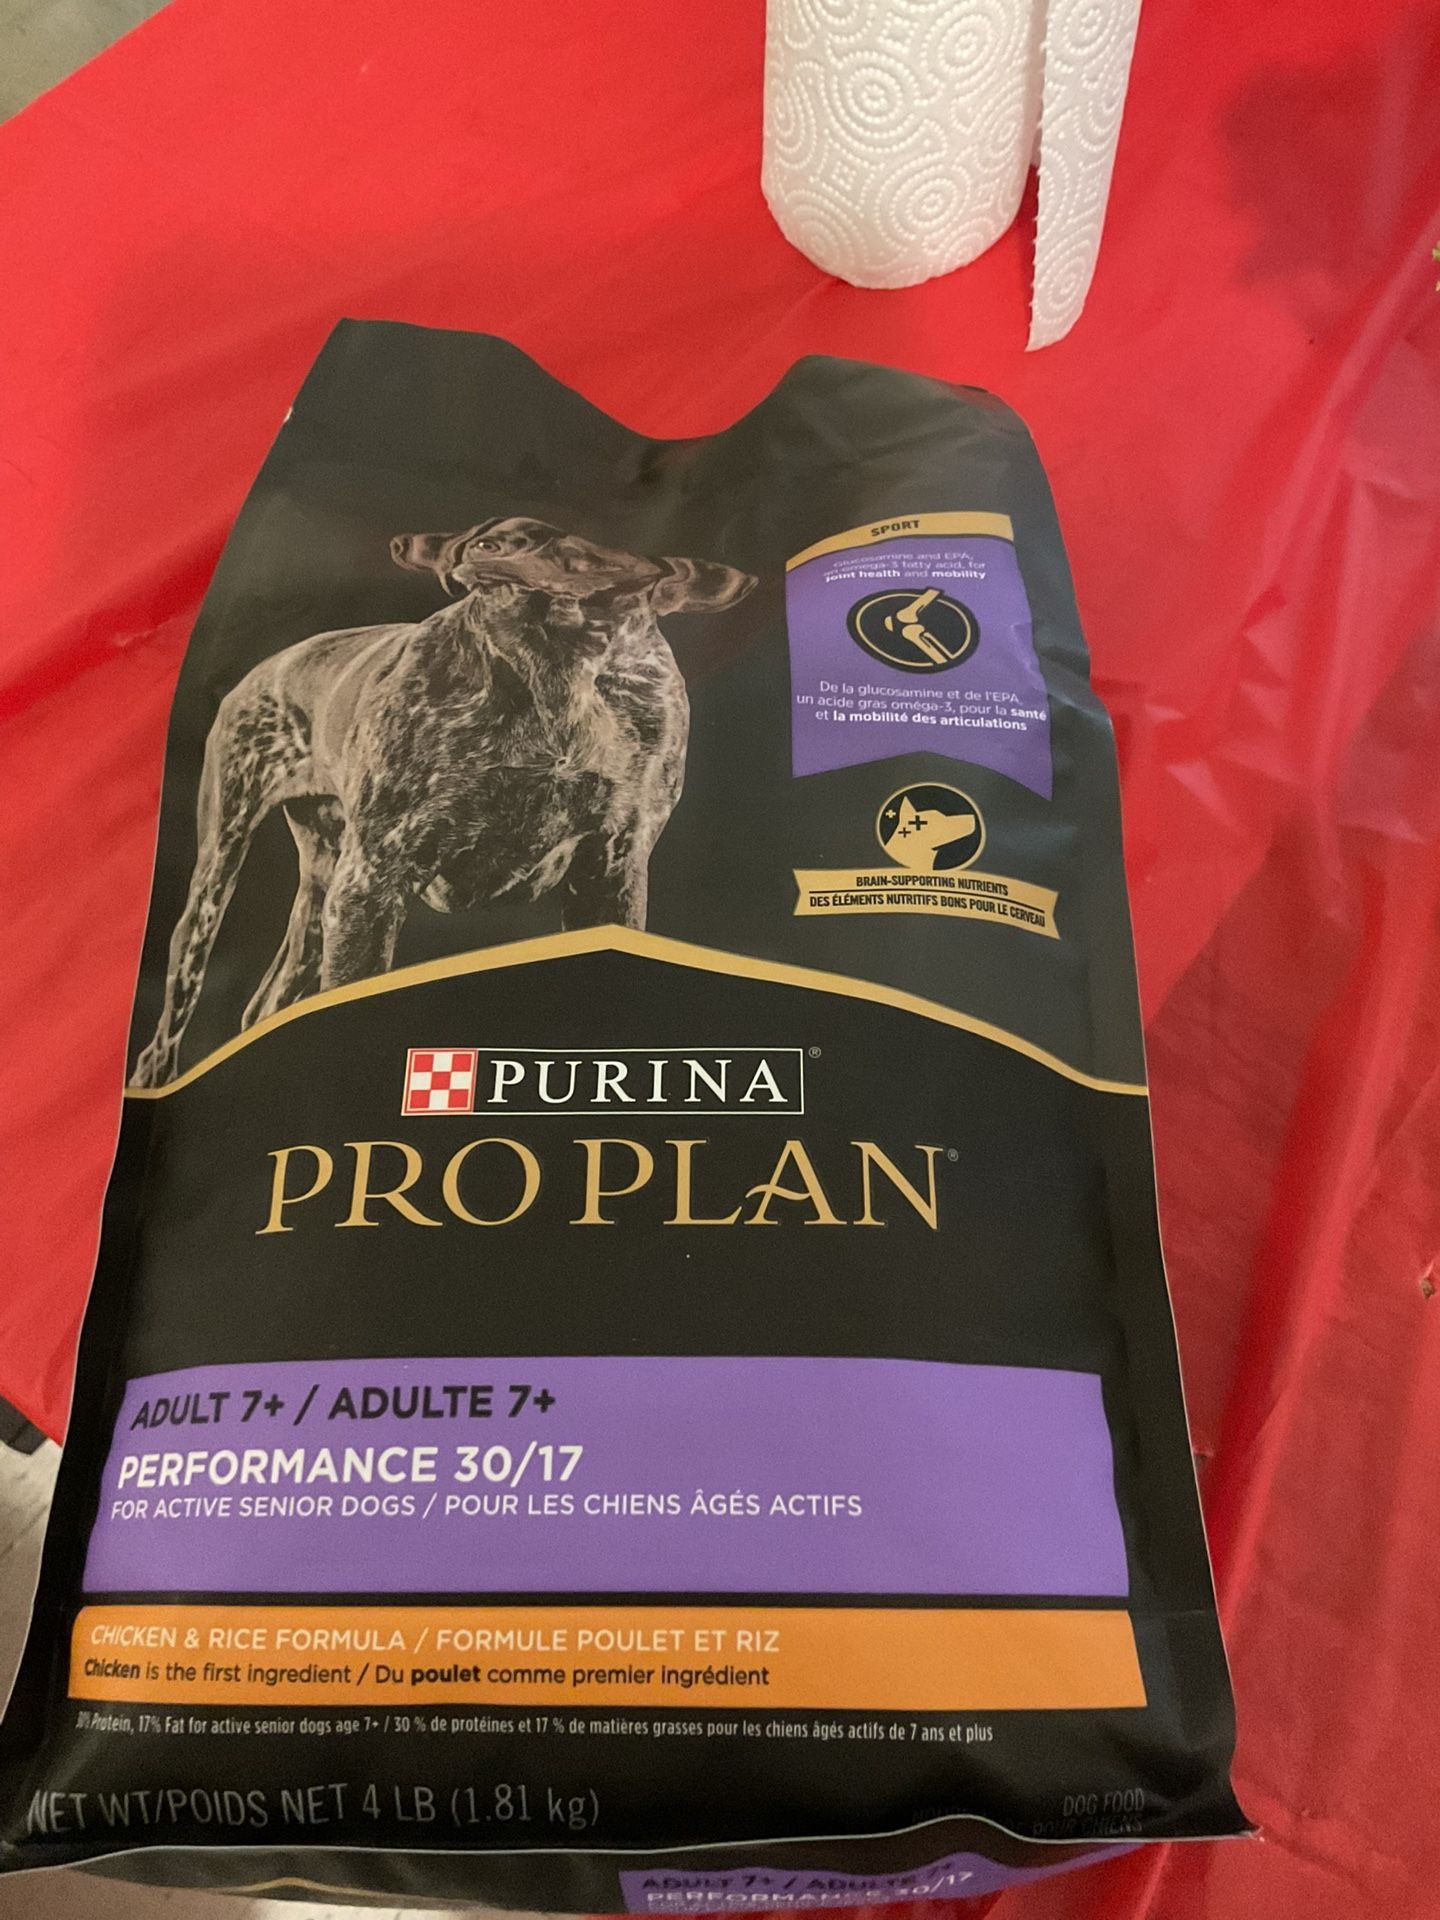 SPORT
Glucosamine and EPA,
an omega-3 fatty acid, for
joint health and mobility
De la glucosamine et de l'EPA,
un acide gras oméga-3, pour la santé
et la mobilité des articulations
BRAIN-SUPPORTING NUTRIENTS
DES ÉLÉMENTS NUTRITIFS BONS POUR LE CERVEAU
PURINA®
PRO PLAN®
ADULT 7+ / ADULTE 7+
PERFORMANCE 30/17
FOR ACTIVE SENIOR DOGS / POUR LES CHIENS ÂGÉS ACTIFS
CHICKEN & RICE FORMULA / FORMULE POULET ET RIZ
Chicken is the first ingredient / Du poulet comme premier ingrédient
30% Protein, 17% Fat for active senior dogs age 7+ / 30 % de protéines et 17 % de matières grasses pour les chiens âgés actifs de 7 ans et plus
NET WT/POIDS NET 4 LB (1.81 kg)
DOG FOOD
POUR CHIENS
ADULT 7+ / ADULTE 7+
PERFORMANCE 30/17